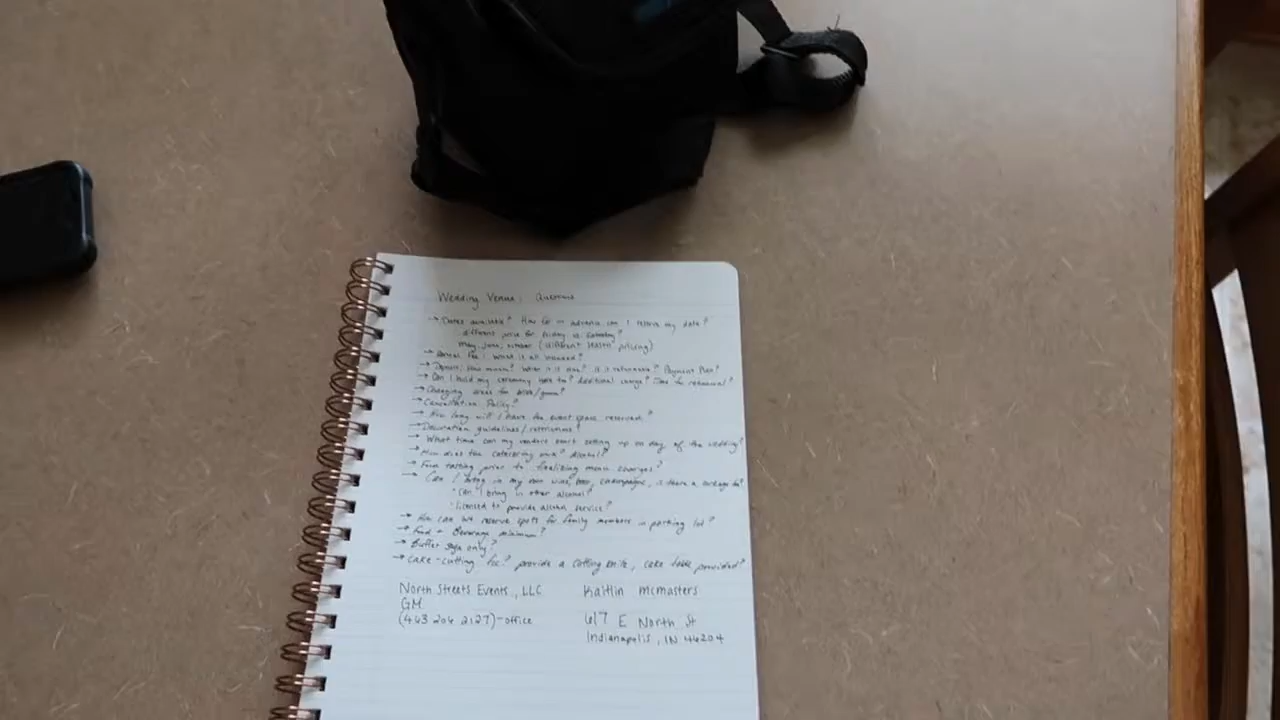 Wedding Venue: Questions
→ Dates available? How far in advance can I reserve my date?
different price for Friday vs. Saturday?
May, June, October (different pricing)
→ Rental Fee: What is all included?
→ Deposit: How much? When is it due? Is it returnable? Payment Plan?
→ Can I hold my ceremony here too? Additional charge? Time for rehearsal?
→ Changing areas for bride/groom?
→ Cancellation Policy?
→ How long will I have the event space reserved?
→ Decoration guidelines/restrictions?
→ What time can my vendors start setting up on day of the wedding?
→ How does the catering work? Alcohol?
→ Food tasting prior to finalizing menu changes?
→ Can I bring in my own wine, beer, champagne, is there a corkage fee?
• Can I bring in other alcohol?
• licensed to provide alcohol service?
→ How can we reserve spots for family members in parking lot?
→ Food + Beverage minimum?
→ Buffet style only?
→ Cake-cutting fee? provide a cutting knife, cake table provided?
North Streets Events, LLC
GM
(463 206 2127)-office
Kaitlin McMasters
617 E North St
Indianapolis, IN 46204